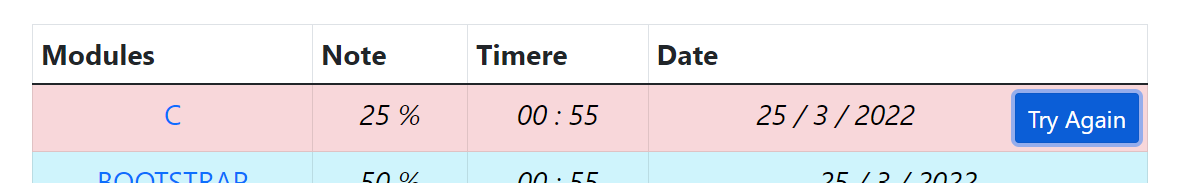 Modules Note Timere Date
C 25 % 00 : 55 25 / 3 / 2022 Try Again
BOOTSTRAP 50 % 00 : 55 25 / 3 / 2022